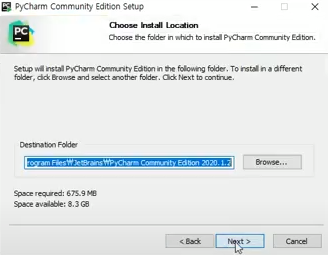 PyCharm Community Edition Setup
PC
Choose Install Location
Choose the folder in which to install PyCharm Community Edition.
Setup will install PyCharm Community Edition in the following folder. To install in a different
folder, click Browse and select another folder. Click Next to continue.
Destination Folder
rogram Files₩JetBrains₩PyCharm Community Edition 2020.1.2
Browse...
Space required: 675.9 MB
Space available: 8.3 GB
< Back
Next >
Cancel